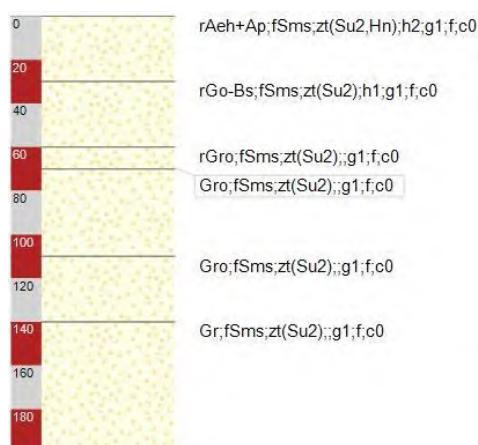 0
rAeh+Ap;fSms;zt(Su2,Hn);h2;g1;f;c0
20
rGo-Bs;fSms;zt(Su2);h1;g1;f;c0
40
60
rGro;fSms;zt(Su2);;g1;f;c0
Gro;fSms;zt(Su2);;g1;f;c0
80
100
Gro;fSms;zt(Su2);;g1;f;c0
120
140
Gr;fSms;zt(Su2);;g1;f;c0
160
180